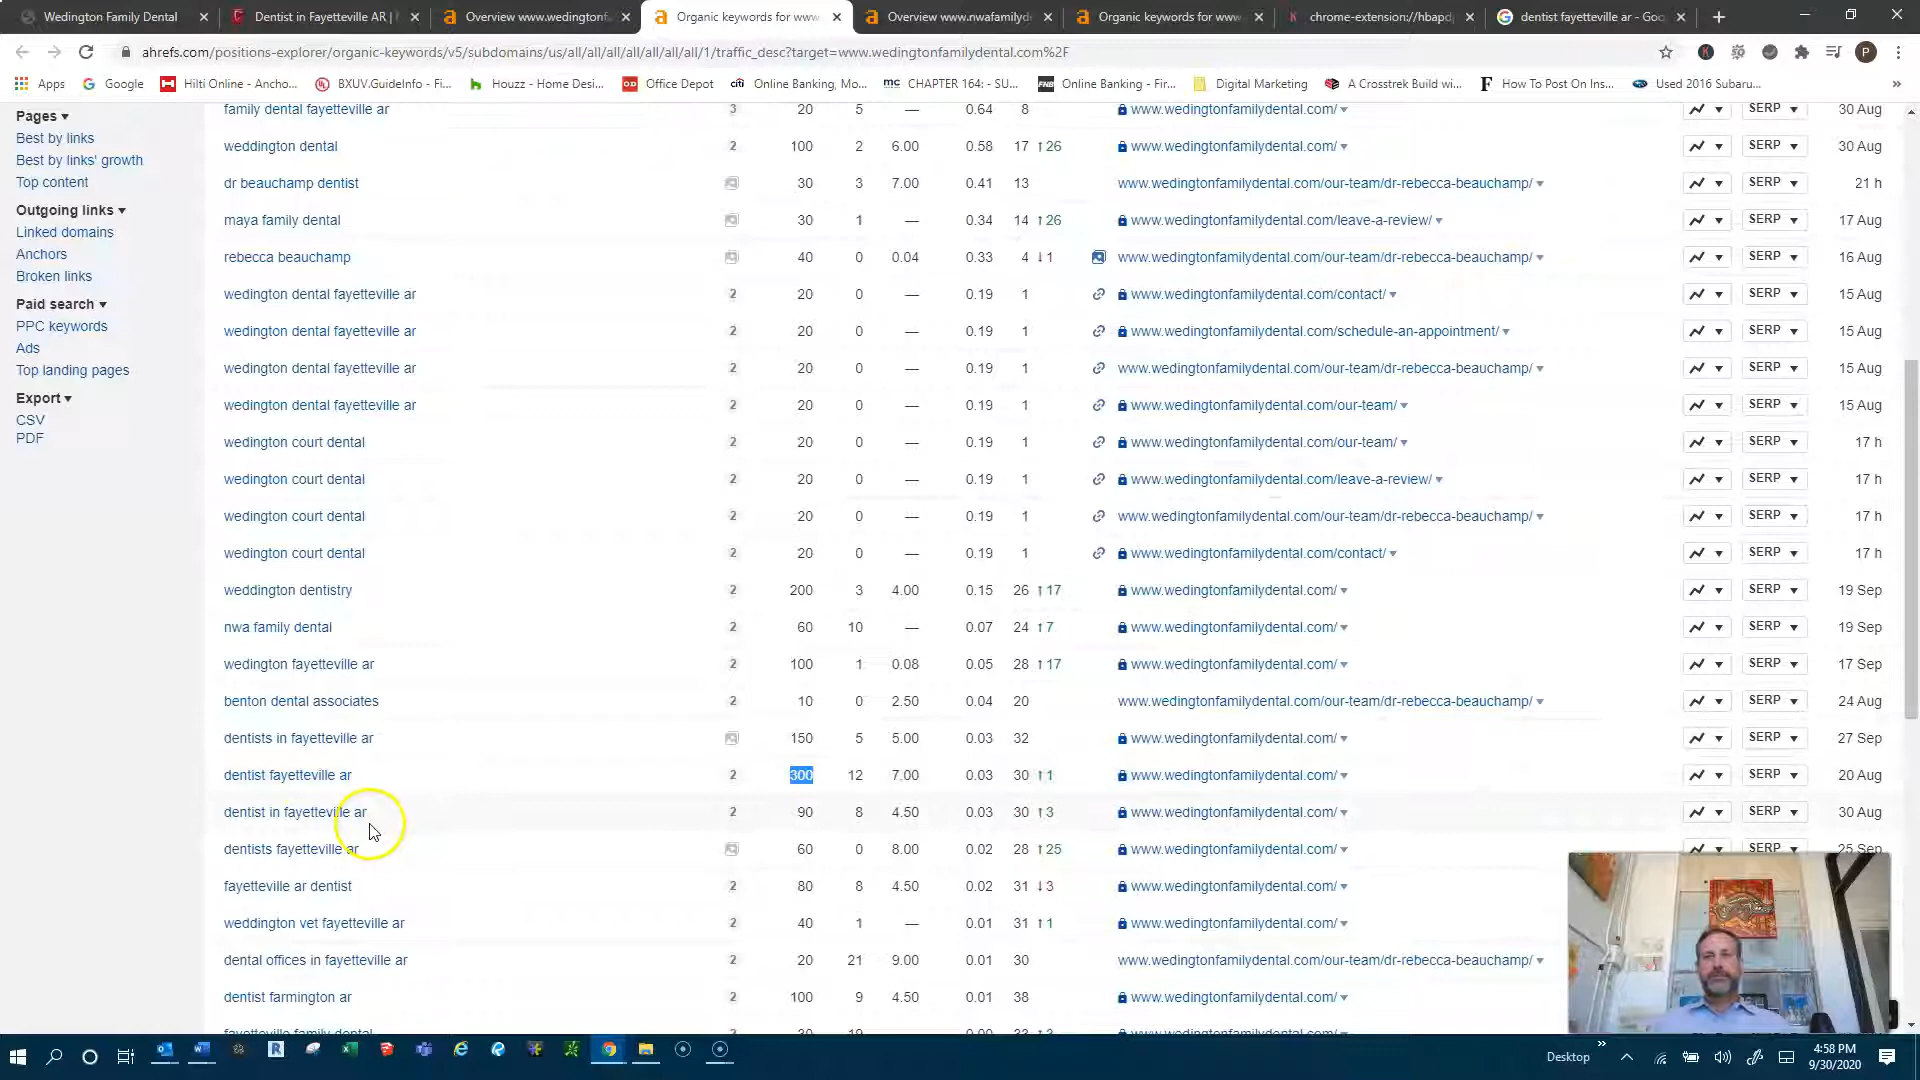 Wedington Family Dental
Dentist in Fayetteville AR |
Overview www.wedingtonf
Organic keywords for www
Overview www.nwafamilyd
Organic keywords for www
chrome-extension://hbapd
dentist fayetteville ar - Goo
ahrefs.com/positions-explorer/organic-keywords/v5/subdomains/us/all/all/all/all/all/all/all/1/traffic_desc?target=www.wedingtonfamilydental.com%2F
Apps Google Hilti Online - Ancho... BXUV.GuideInfo - Fi... Houzz - Home Desi... Office Depot Online Banking, Mo... CHAPTER 164: - SU... Online Banking - Fir... Digital Marketing A Crosstrek Build wi... How To Post On Ins... Used 2016 Subaru... »
Pages
Best by links
Best by links' growth
Top content
Outgoing links
Linked domains
Anchors
Broken links
Paid search
PPC keywords
Ads
Top landing pages
Export
CSV
PDF
family dental fayetteville ar 3 20 5 — 0.64 8 www.wedingtonfamilydental.com/ SERP 30 Aug
weddington dental 2 100 2 6.00 0.58 17 ↑26 www.wedingtonfamilydental.com/ SERP 30 Aug
dr beauchamp dentist 30 3 7.00 0.41 13 www.wedingtonfamilydental.com/our-team/dr-rebecca-beauchamp/ SERP 21 h
maya family dental 30 1 — 0.34 14 ↑26 www.wedingtonfamilydental.com/leave-a-review/ SERP 17 Aug
rebecca beauchamp 40 0 0.04 0.33 4 ↓1 www.wedingtonfamilydental.com/our-team/dr-rebecca-beauchamp/ SERP 16 Aug
wedington dental fayetteville ar 2 20 0 — 0.19 1 www.wedingtonfamilydental.com/contact/ SERP 15 Aug
wedington dental fayetteville ar 2 20 0 — 0.19 1 www.wedingtonfamilydental.com/schedule-an-appointment/ SERP 15 Aug
wedington dental fayetteville ar 2 20 0 — 0.19 1 www.wedingtonfamilydental.com/our-team/dr-rebecca-beauchamp/ SERP 15 Aug
wedington dental fayetteville ar 2 20 0 — 0.19 1 www.wedingtonfamilydental.com/our-team/ SERP 15 Aug
wedington court dental 2 20 0 — 0.19 1 www.wedingtonfamilydental.com/our-team/ SERP 17 h
wedington court dental 2 20 0 — 0.19 1 www.wedingtonfamilydental.com/leave-a-review/ SERP 17 h
wedington court dental 2 20 0 — 0.19 1 www.wedingtonfamilydental.com/our-team/dr-rebecca-beauchamp/ SERP 17 h
wedington court dental 2 20 0 — 0.19 1 www.wedingtonfamilydental.com/contact/ SERP 17 h
weddington dentistry 2 200 3 4.00 0.15 26 ↑17 www.wedingtonfamilydental.com/ SERP 19 Sep
nwa family dental 2 60 10 — 0.07 24 ↑7 www.wedingtonfamilydental.com/ SERP 19 Sep
wedington fayetteville ar 2 100 1 0.08 0.05 28 ↑17 www.wedingtonfamilydental.com/ SERP 17 Sep
benton dental associates 2 10 0 2.50 0.04 20 www.wedingtonfamilydental.com/our-team/dr-rebecca-beauchamp/ SERP 24 Aug
dentists in fayetteville ar 150 5 5.00 0.03 32 www.wedingtonfamilydental.com/ SERP 27 Sep
dentist fayetteville ar 2 300 12 7.00 0.03 30 ↑1 www.wedingtonfamilydental.com/ SERP 20 Aug
dentist in fayetteville ar 2 90 8 4.50 0.03 30 ↑3 www.wedingtonfamilydental.com/ SERP 30 Aug
dentists fayetteville ar 60 0 8.00 0.02 28 ↑25 www.wedingtonfamilydental.com/ SERP 25 Sep
fayetteville ar dentist 2 80 8 4.50 0.02 31 ↓3 www.wedingtonfamilydental.com/
weddington vet fayetteville ar 2 40 1 — 0.01 31 ↑1 www.wedingtonfamilydental.com/
dental offices in fayetteville ar 2 20 21 9.00 0.01 30 www.wedingtonfamilydental.com/our-team/dr-rebecca-beauchamp/
dentist farmington ar 2 100 9 4.50 0.01 38 www.wedingtonfamilydental.com/
fayetteville family dental
Desktop »
4:58 PM
9/30/2020